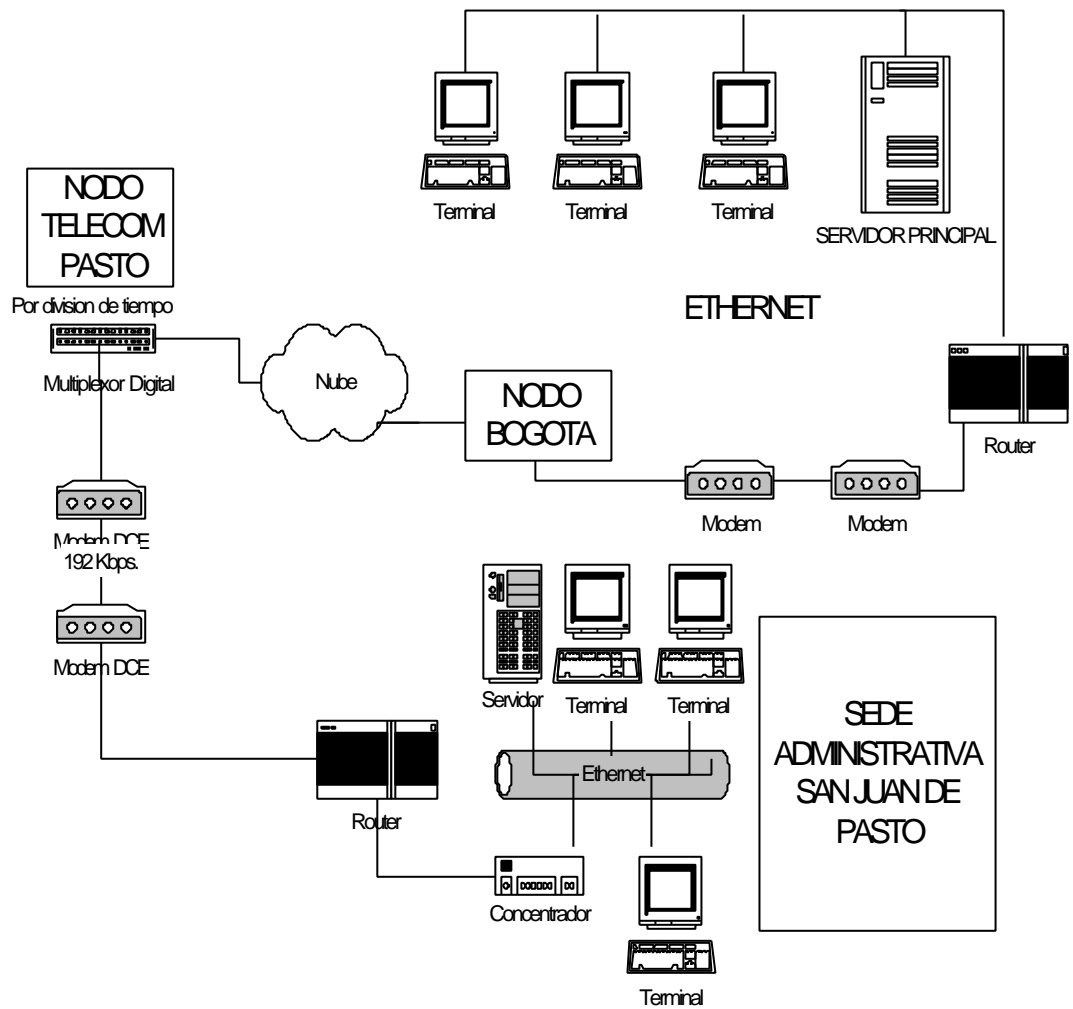 Terminal
Terminal
Terminal
SERVIDOR PRINCIPAL
NODO
TELECOM
PASTO
Por division de tiempo
Multiplexor Digital
ETHERNET
Nube
NODO
BOGOTA
Router
Modem
Modem
Modem DCE
192 Kbps.
Modem DCE
Servidor
Terminal
Terminal
SEDE
ADMINISTRATIVA
SAN JUAN DE
PASTO
Ethernet
Router
Concentrador
Terminal